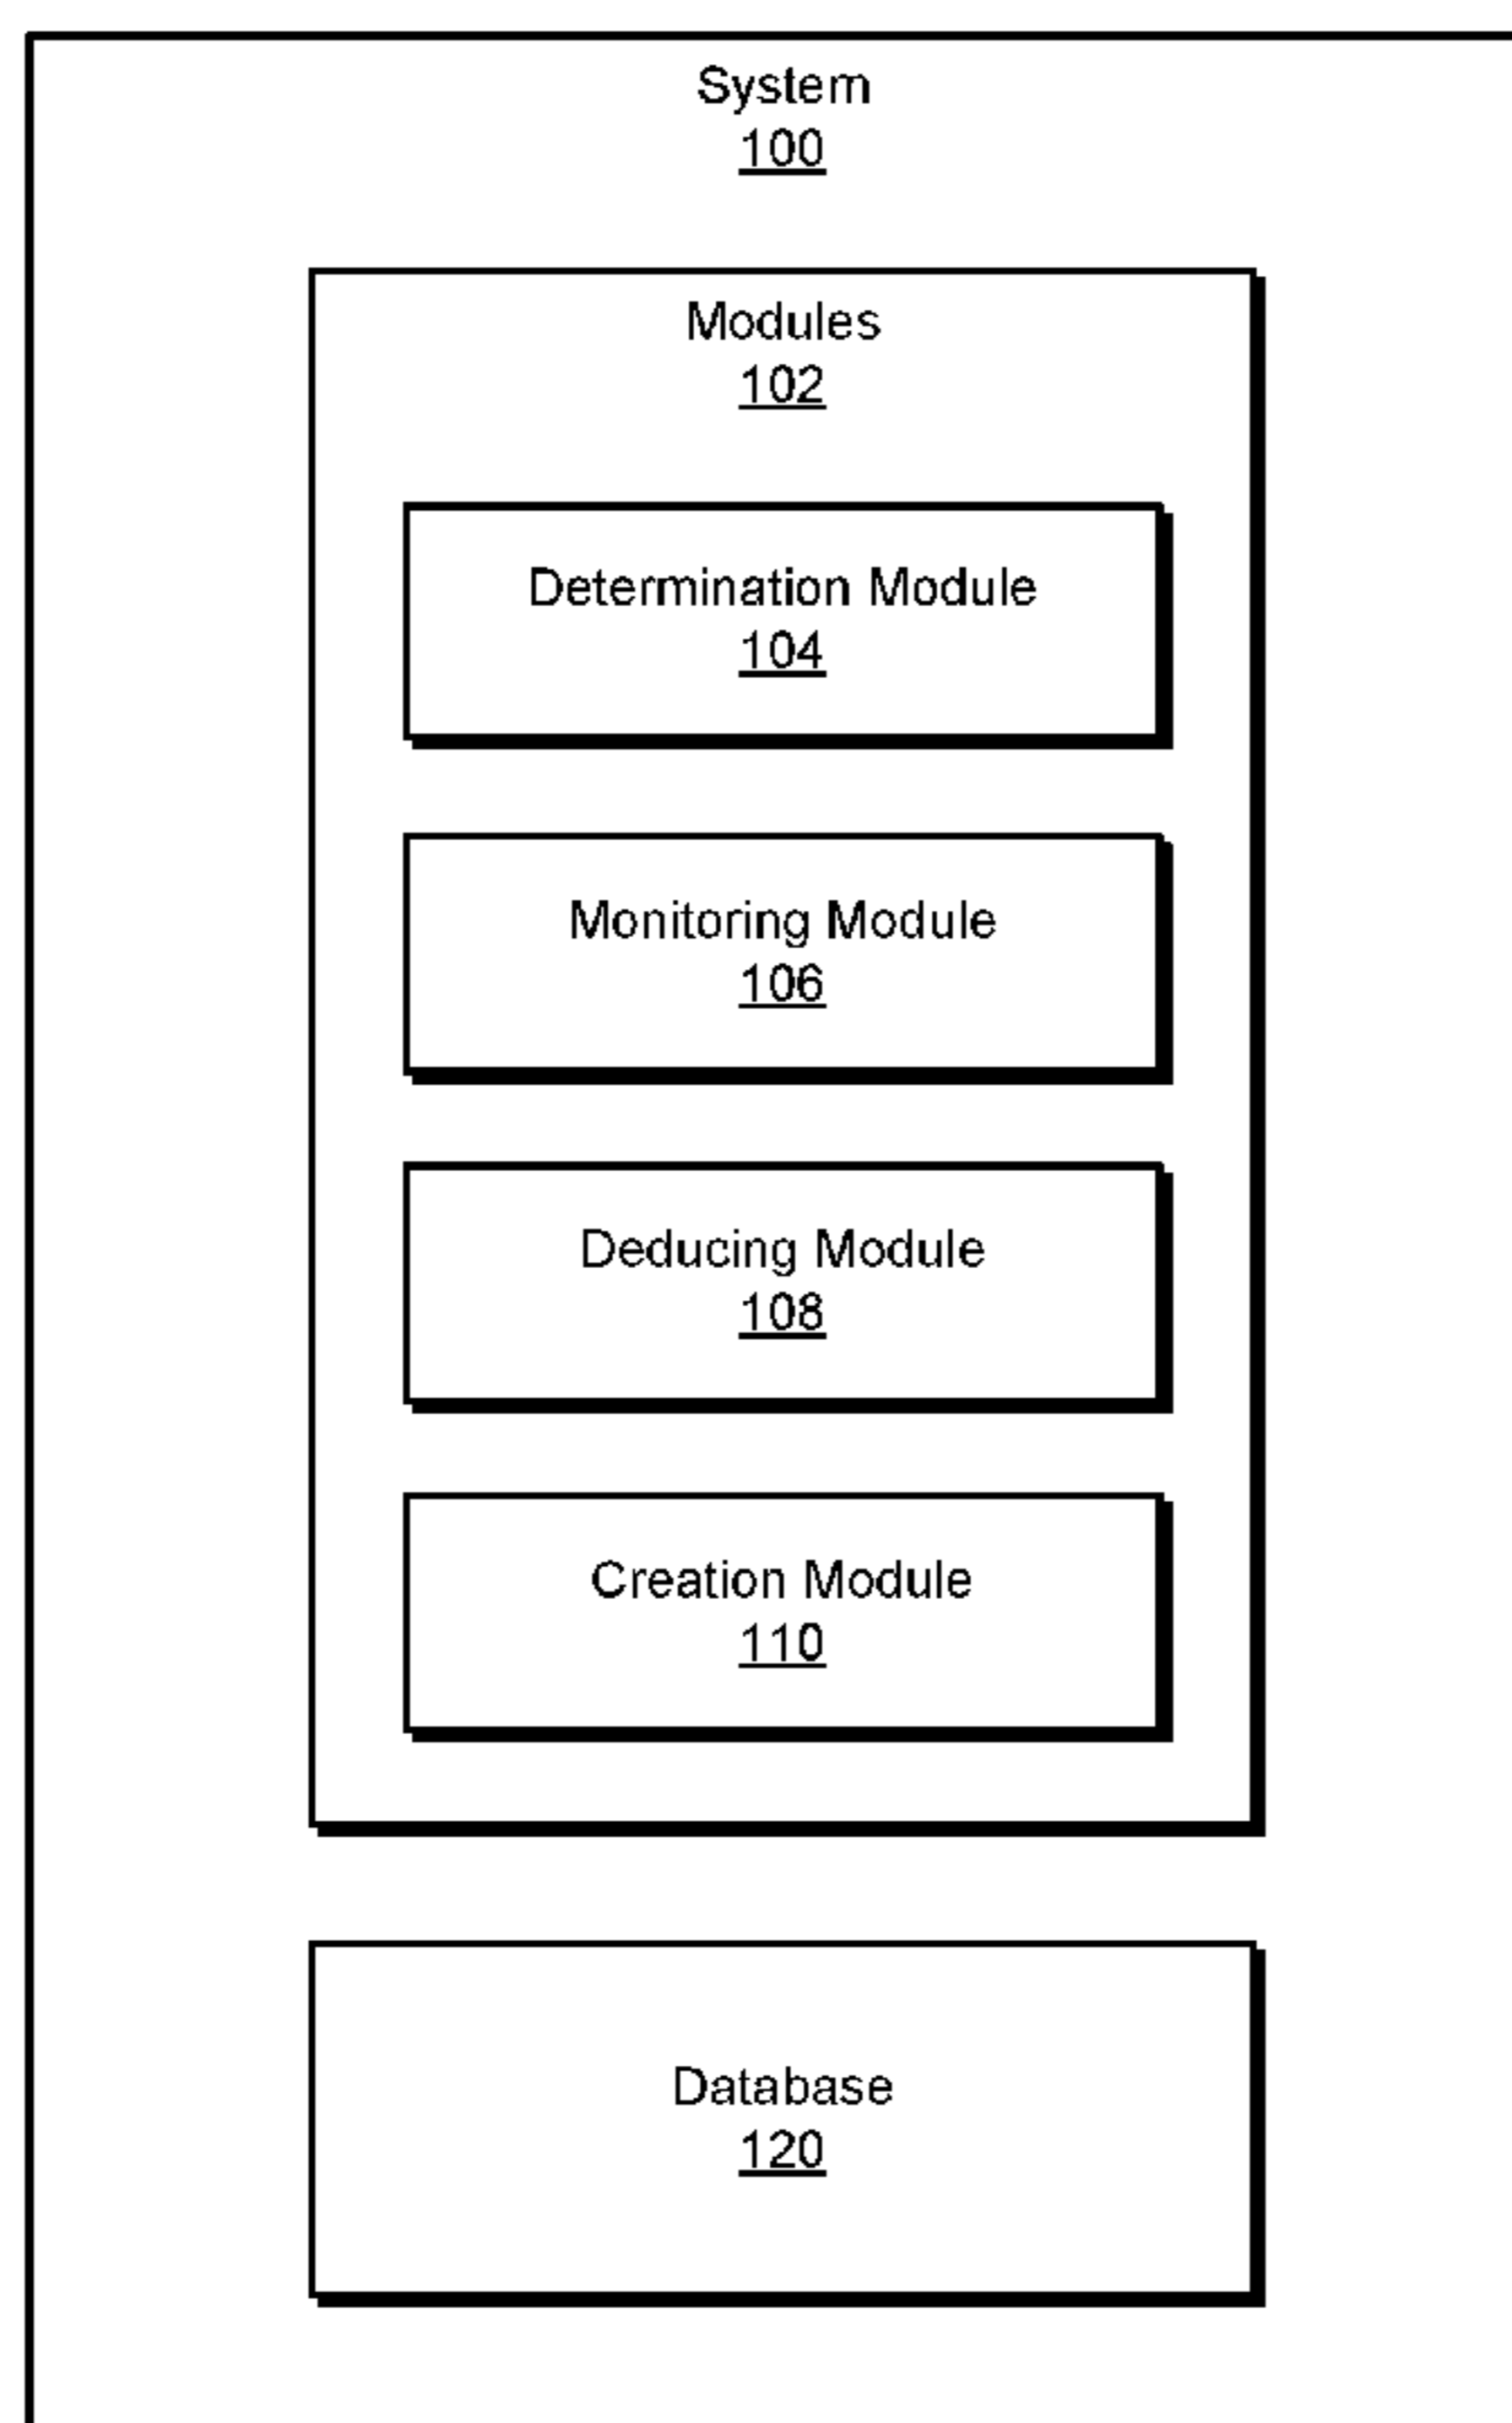 System
100
Modules
102
Determination Module
104
Monitoring Module
106
Deducing Module
108
Creation Module
110
Database
120